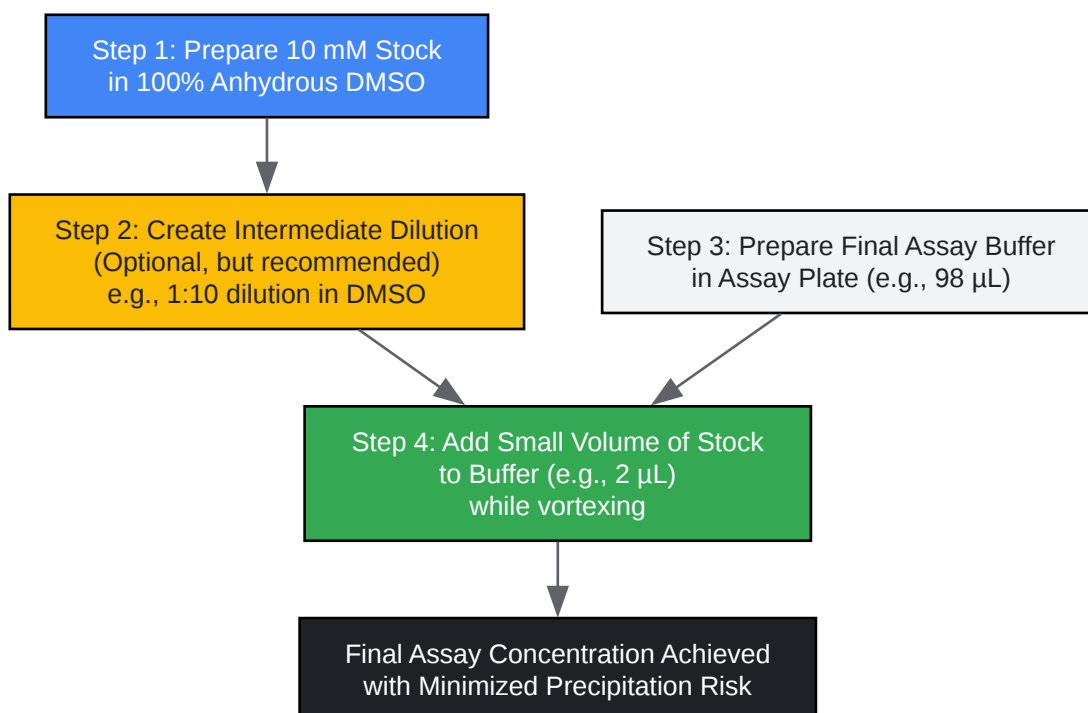 Step 1: Prepare 10 mM Stock
in 100% Anhydrous DMSO
Step 2: Create Intermediate Dilution
(Optional, but recommended)
e.g., 1:10 dilution in DMSO
Step 3: Prepare Final Assay Buffer
in Assay Plate (e.g., 98 µL)
Step 4: Add Small Volume of Stock
to Buffer (e.g., 2 µL)
while vortexing
Final Assay Concentration Achieved
with Minimized Precipitation Risk